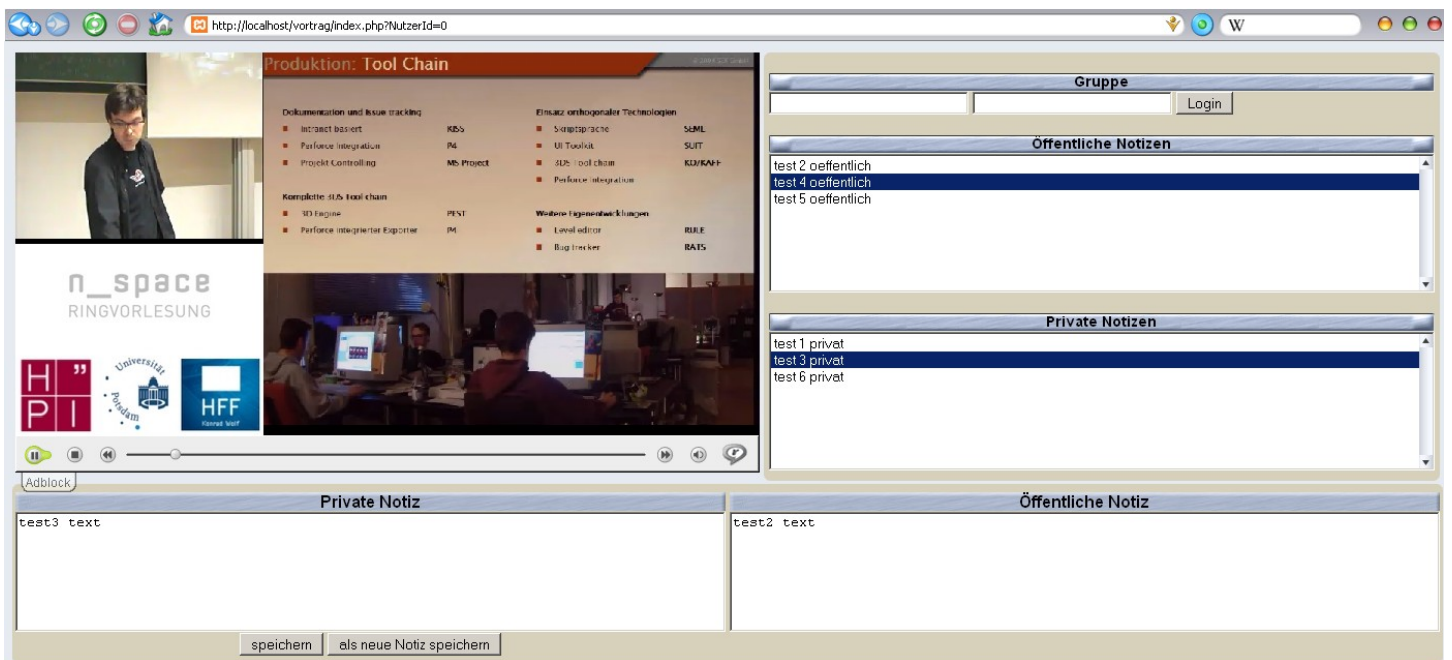 http://localhost/vortrag/index.php?NutzerId=0
W
Produktion: Tool Chain
Dokumentation und Issue tracking
Intranet basiert KISS
Perforce Integration P4
Projekt Controlling MS Project
Komplette 3DS Tool chain
3D Engine PEST
Perforce integrierter Exporter P4
Einsatz orthogonaler Technologien
Skriptsprache SEML
UI Toolkit SUIT
3DS Tool chain KO/KAFF
Perforce Integration
Weitere Eigenentwicklungen
Level editor RULE
Bug tracker RATS
n_space
RINGVORLESUNG
H ”
P I
Universität
Potsdam
HFF
Konrad Wolf
Adblock
Gruppe
Login
Öffentliche Notizen
test 2 oeffentlich
test 4 oeffentlich
test 5 oeffentlich
Private Notizen
test 1 privat
test 3 privat
test 6 privat
Private Notiz
test3 text
speichern als neue Notiz speichern
Öffentliche Notiz
test2 text